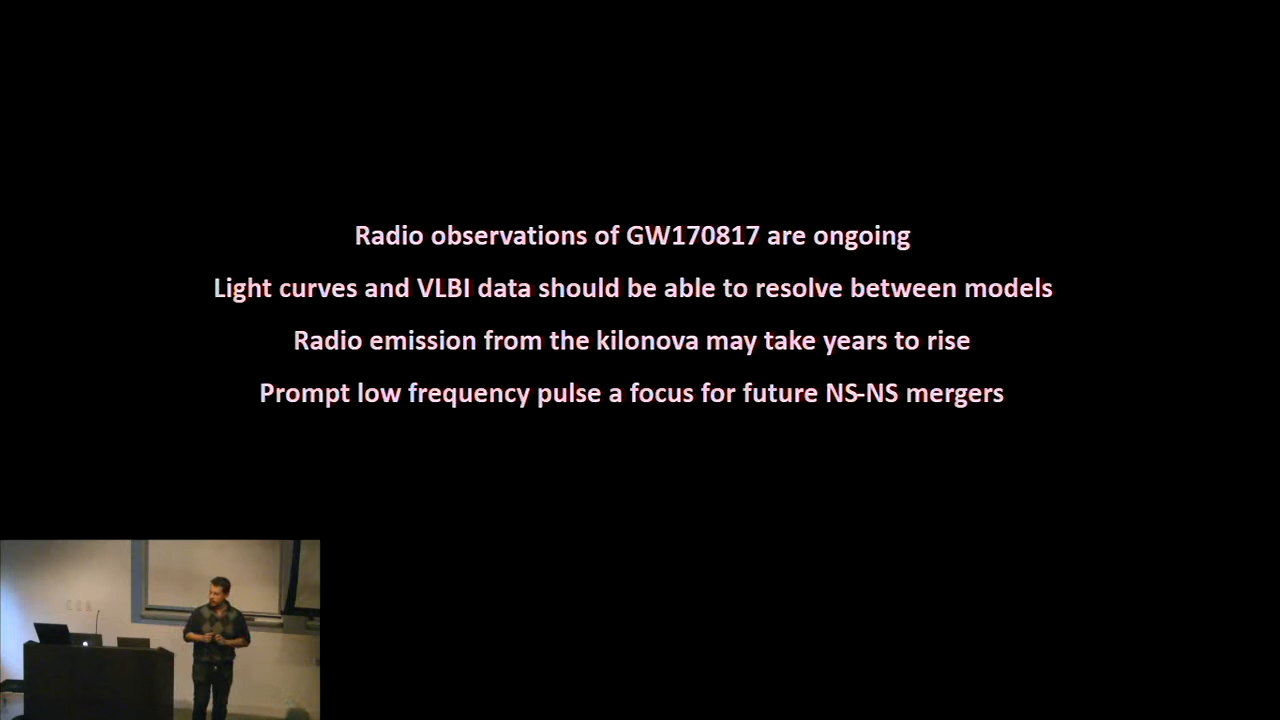 Radio observations of GW170817 are ongoing
Light curves and VLBI data should be able to resolve between models
Radio emission from the kilonova may take years to rise
Prompt low frequency pulse a focus for future NS-NS mergers